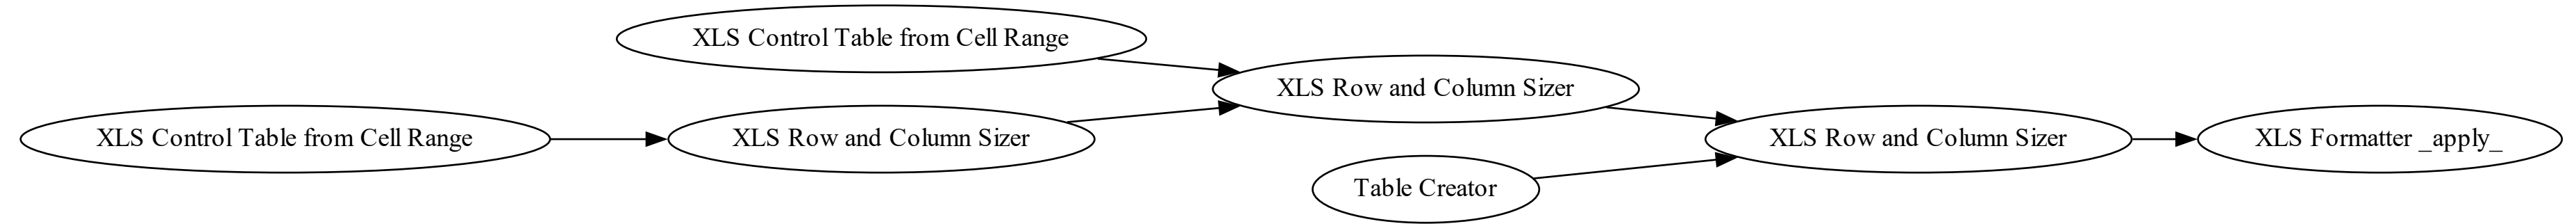 XLS Control Table from Cell Range
XLS Row and Column Sizer
XLS Control Table from Cell Range
XLS Row and Column Sizer
XLS Row and Column Sizer
XLS Formatter _apply_
Table Creator